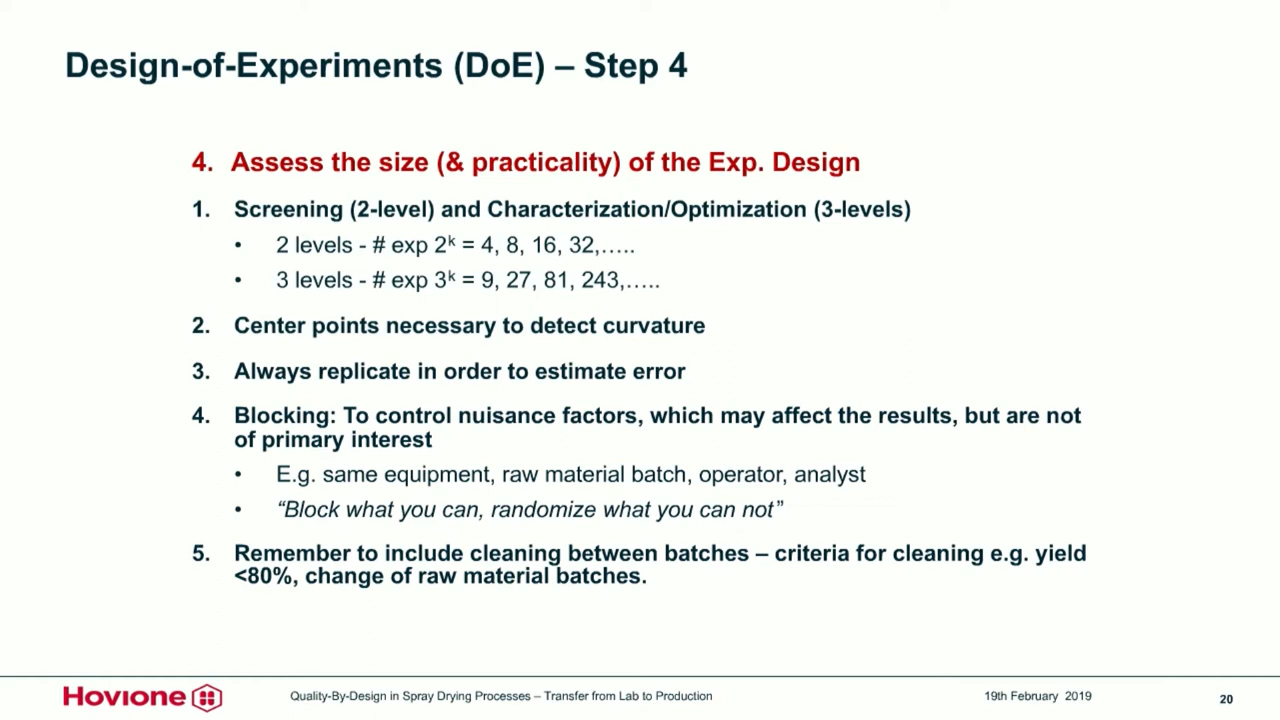 Design-of-Experiments (DoE) – Step 4
4. Assess the size (& practicality) of the Exp. Design
1. Screening (2-level) and Characterization/Optimization (3-levels)
• 2 levels - # exp 2ᵏ = 4, 8, 16, 32,…..
• 3 levels - # exp 3ᵏ = 9, 27, 81, 243,…..
2. Center points necessary to detect curvature
3. Always replicate in order to estimate error
4. Blocking: To control nuisance factors, which may affect the results, but are not
of primary interest
• E.g. same equipment, raw material batch, operator, analyst
• “Block what you can, randomize what you can not”
5. Remember to include cleaning between batches – criteria for cleaning e.g. yield
<80%, change of raw material batches.
Hovione
Quality-By-Design in Spray Drying Processes – Transfer from Lab to Production
19th February 2019
20